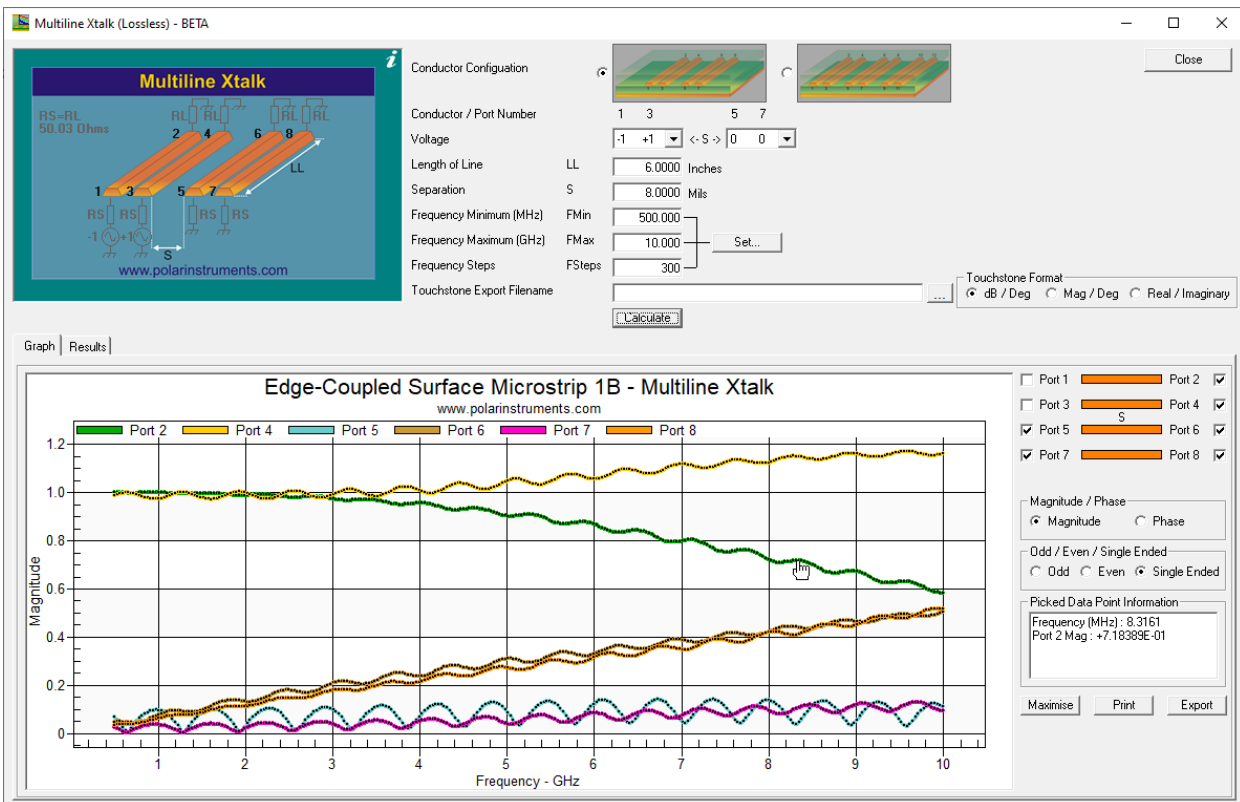 Multiline Xtalk (Lossless) - BETA
i
Multiline Xtalk
RS=RL
50.03 Ohms
RL RL RL RL
2 4 6 8
LL
1 3 5 7
RS RS RS RS
-1 +1
S
www.polarinstruments.com
Conductor Configuation
Close
Conductor / Port Number 1 3 5 7
Voltage -1 +1 <- S -> 0 0
Length of Line LL 6.0000 Inches
Separation S 8.0000 Mils
Frequency Minimum (MHz) FMin 500.000
Frequency Maximum (GHz) FMax 10.000 Set...
Frequency Steps FSteps 300
Touchstone Export Filename ...
Touchstone Format
dB / Deg Mag / Deg Real / Imaginary
Calculate
Graph Results
Edge-Coupled Surface Microstrip 1B - Multiline Xtalk
www.polarinstruments.com
Port 2 Port 4 Port 5 Port 6 Port 7 Port 8
1.2
1.0
0.8
0.6
0.4
0.2
0
Magnitude
1 2 3 4 5 6 7 8 9 10
Frequency - GHz
Port 1 Port 2
Port 3 Port 4
S
Port 5 Port 6
Port 7 Port 8
Magnitude / Phase
Magnitude Phase
Odd / Even / Single Ended
Odd Even Single Ended
Picked Data Point Information
Frequency (MHz) : 8.3161
Port 2 Mag : +7.18389E-01
Maximise Print Export